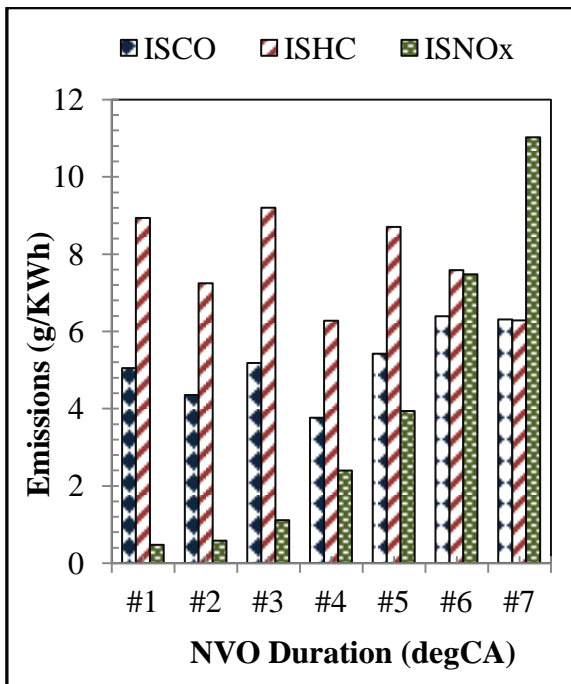 ISCO ISHC ISNOx
12
10
8
6
4
2
0
Emissions (g/KWh)
#1 #2 #3 #4 #5 #6 #7
NVO Duration (degCA)